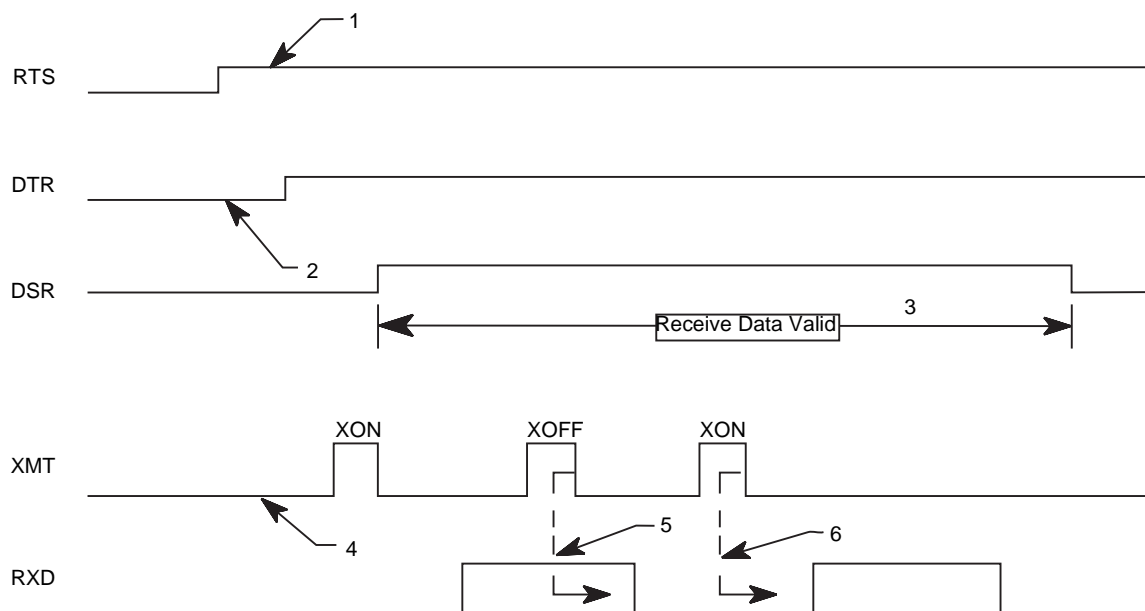 1
RTS
DTR
2
DSR
3
Receive Data Valid
XON
XOFF
XON
XMT
4
5
6
RXD